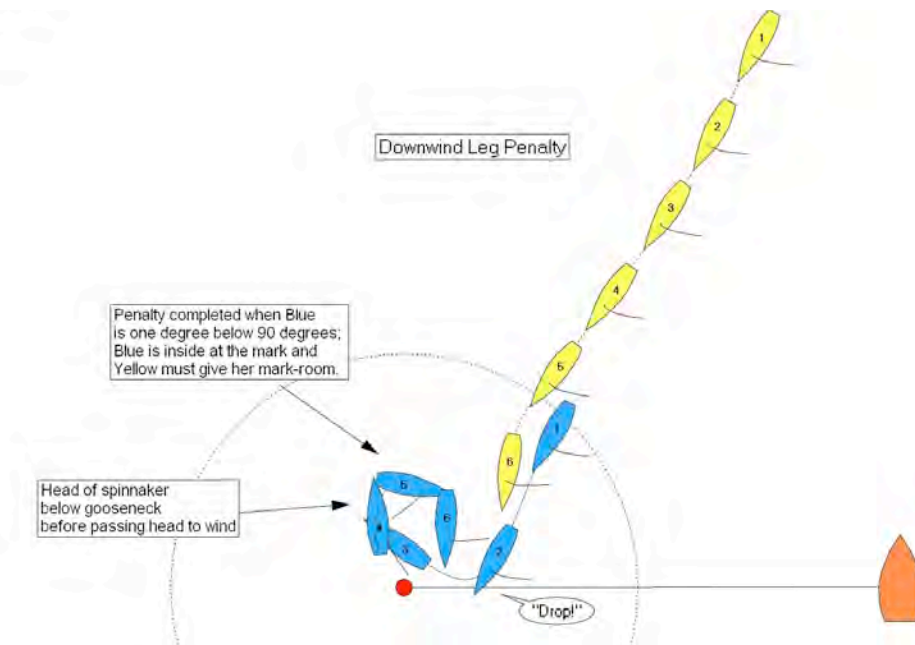 1
2
Downwind Leg Penalty
3
4
Penalty completed when Blue
is one degree below 90 degrees;
Blue is inside at the mark and
Yellow must give her mark-room.
5
1
6
5
Head of spinnaker
below gooseneck
before passing head to wind
6
4
3
2
"Drop!"